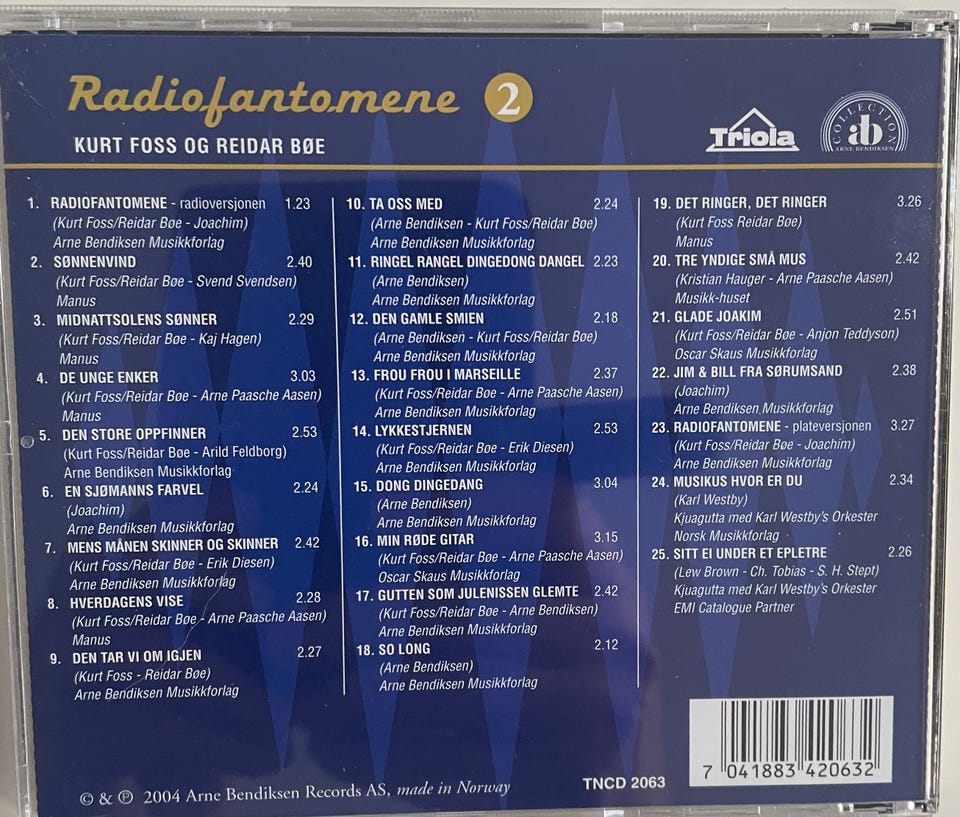 Radiofantomene 2
KURT FOSS OG REIDAR BØE
Triola
COLLECTION
ab
ARNE BENDIKSEN
1. RADIOFANTOMENE - radioversjonen 1.23
(Kurt Foss/Reidar Bøe - Joachim)
Arne Bendiksen Musikkforlag
2. SØNNENVIND 2.40
(Kurt Foss/Reidar Bøe - Svend Svendsen)
Manus
3. MIDNATTSOLENS SØNNER 2.29
(Kurt Foss/Reidar Bøe - Kaj Hagen)
Manus
4. DE UNGE ENKER 3.03
(Kurt Foss/Reidar Bøe - Arne Paasche Aasen)
Manus
5. DEN STORE OPPFINNER 2.53
(Kurt Foss/Reidar Bøe - Arild Feldborg)
Arne Bendiksen Musikkforlag
6. EN SJØMANNS FARVEL 2.24
(Joachim)
Arne Bendiksen Musikkforlag
7. MENS MÅNEN SKINNER OG SKINNER 2.42
(Kurt Foss/Reidar Bøe - Erik Diesen)
Arne Bendiksen Musikkforlag
8. HVERDAGENS VISE 2.28
(Kurt Foss/Reidar Bøe - Arne Paasche Aasen)
Manus
9. DEN TAR VI OM IGJEN 2.27
(Kurt Foss - Reidar Bøe)
Arne Bendiksen Musikkforlag
10. TA OSS MED 2.24
(Arne Bendiksen - Kurt Foss/Reidar Bøe)
Arne Bendiksen Musikkforlag
11. RINGEL RANGEL DINGEDONG DANGEL 2.23
(Arne Bendiksen)
Arne Bendiksen Musikkforlag
12. DEN GAMLE SMIEN 2.18
(Arne Bendiksen - Kurt Foss/Reidar Bøe)
Arne Bendiksen Musikkforlag
13. FROU FROU I MARSEILLE 2.37
(Kurt Foss/Reidar Bøe - Arne Paasche Aasen)
Arne Bendiksen Musikkforlag
14. LYKKESTJERNEN 2.53
(Kurt Foss/Reidar Bøe - Erik Diesen)
Arne Bendiksen Musikkforlag
15. DONG DINGEDANG 3.04
(Arne Bendiksen)
Arne Bendiksen Musikkforlag
16. MIN RØDE GITAR 3.15
(Kurt Foss/Reidar Bøe - Arne Paasche Aasen)
Oscar Skaus Musikkforlag
17. GUTTEN SOM JULENISSEN GLEMTE 2.42
(Kurt Foss/Reidar Bøe - Arne Bendiksen)
Arne Bendiksen Musikkforlag
18. SO LONG 2.12
(Arne Bendiksen)
Arne Bendiksen Musikkforlag
19. DET RINGER, DET RINGER 3.26
(Kurt Foss Reidar Bøe)
Manus
20. TRE YNDIGE SMÅ MUS 2.42
(Kristian Hauger - Arne Paasche Aasen)
Musikk-huset
21. GLADE JOAKIM 2.51
(Kurt Foss/Reidar Bøe - Anjon Teddyson)
Oscar Skaus Musikkforlag
22. JIM & BILL FRA SØRUMSAND 2.38
(Joachim)
Arne Bendiksen Musikkforlag
23. RADIOFANTOMENE - plateversjonen 3.27
(Kurt Foss/Reidar Bøe - Joachim)
Arne Bendiksen Musikkforlag
24. MUSIKUS HVOR ER DU 2.34
(Karl Westby)
Kjuagutta med Karl Westby's Orkester
Norsk Musikkforlag
25. SITT EI UNDER ET EPLETRE 2.26
(Lew Brown - Ch. Tobias - S. H. Stept)
Kjuagutta med Karl Westby's Orkester
EMI Catalogue Partner
© & ℗ 2004 Arne Bendiksen Records AS, made in Norway
TNCD 2063
7 041883 420632